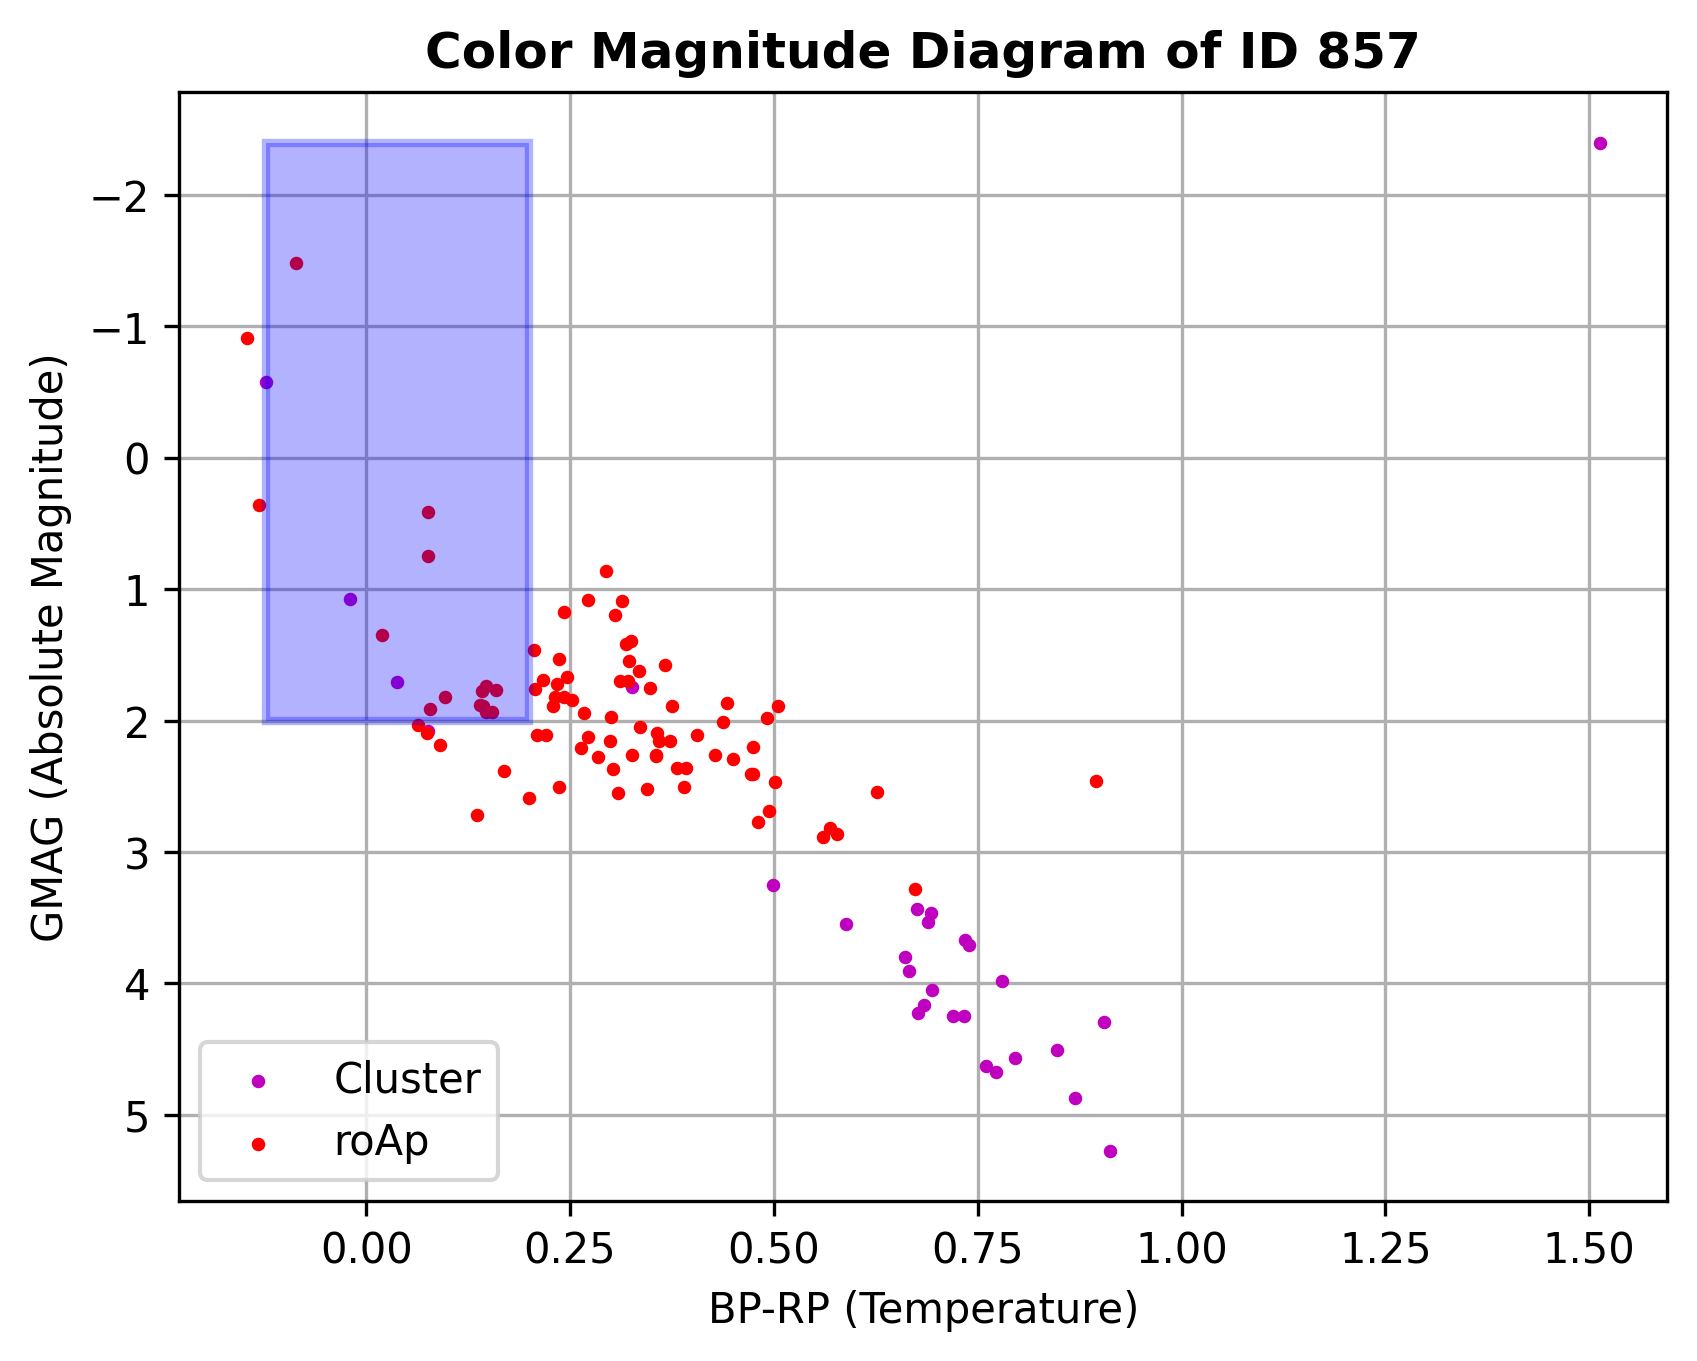 Color Magnitude Diagram of ID 857
GMAG (Absolute Magnitude)
−2
−1
0
1
2
3
4
5
Cluster
roAp
0.00 0.25 0.50 0.75 1.00 1.25 1.50
BP-RP (Temperature)